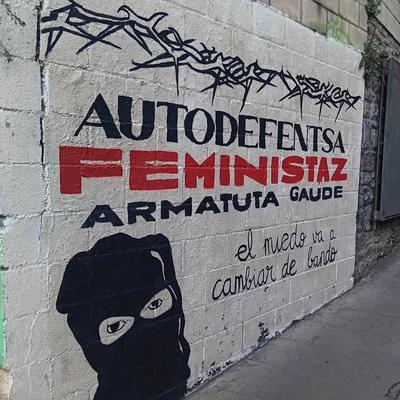 AUTODEFENTSA
FEMINISTAZ
ARMATUTA GAUDE
el miedo va a
cambiar de bando